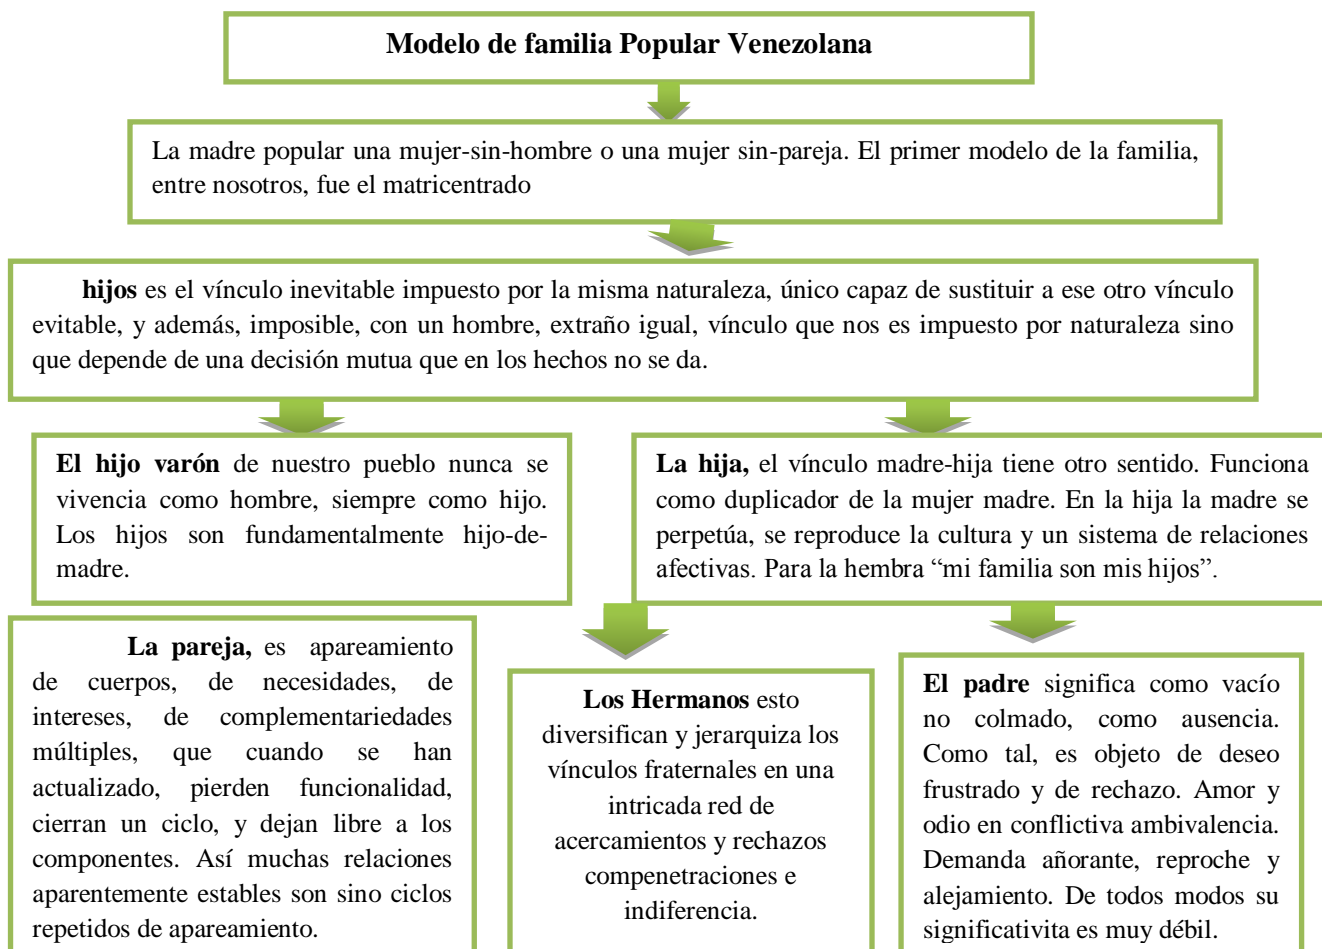 Modelo de familia Popular Venezolana
La madre popular una mujer-sin-hombre o una mujer sin-pareja. El primer modelo de la familia,
entre nosotros, fue el matricentrado
hijos es el vínculo inevitable impuesto por la misma naturaleza, único capaz de sustituir a ese otro vínculo
evitable, y además, imposible, con un hombre, extraño igual, vínculo que nos es impuesto por naturaleza sino
que depende de una decisión mutua que en los hechos no se da.
El hijo varón de nuestro pueblo nunca se
vivencia como hombre, siempre como hijo.
Los hijos son fundamentalmente hijo-de-
madre.
La hija, el vínculo madre-hija tiene otro sentido. Funciona
como duplicador de la mujer madre. En la hija la madre se
perpetúa, se reproduce la cultura y un sistema de relaciones
afectivas. Para la hembra “mi familia son mis hijos”.
La pareja, es apareamiento
de cuerpos, de necesidades, de
intereses, de complementariedades
múltiples, que cuando se han
actualizado, pierden funcionalidad,
cierran un ciclo, y dejan libre a los
componentes. Así muchas relaciones
aparentemente estables son sino ciclos
repetidos de apareamiento.
Los Hermanos esto
diversifican y jerarquiza los
vínculos fraternales en una
intricada red de
acercamientos y rechazos
compenetraciones e
indiferencia.
El padre significa como vacío
no colmado, como ausencia.
Como tal, es objeto de deseo
frustrado y de rechazo. Amor y
odio en conflictiva ambivalencia.
Demanda añorante, reproche y
alejamiento. De todos modos su
significativita es muy débil.